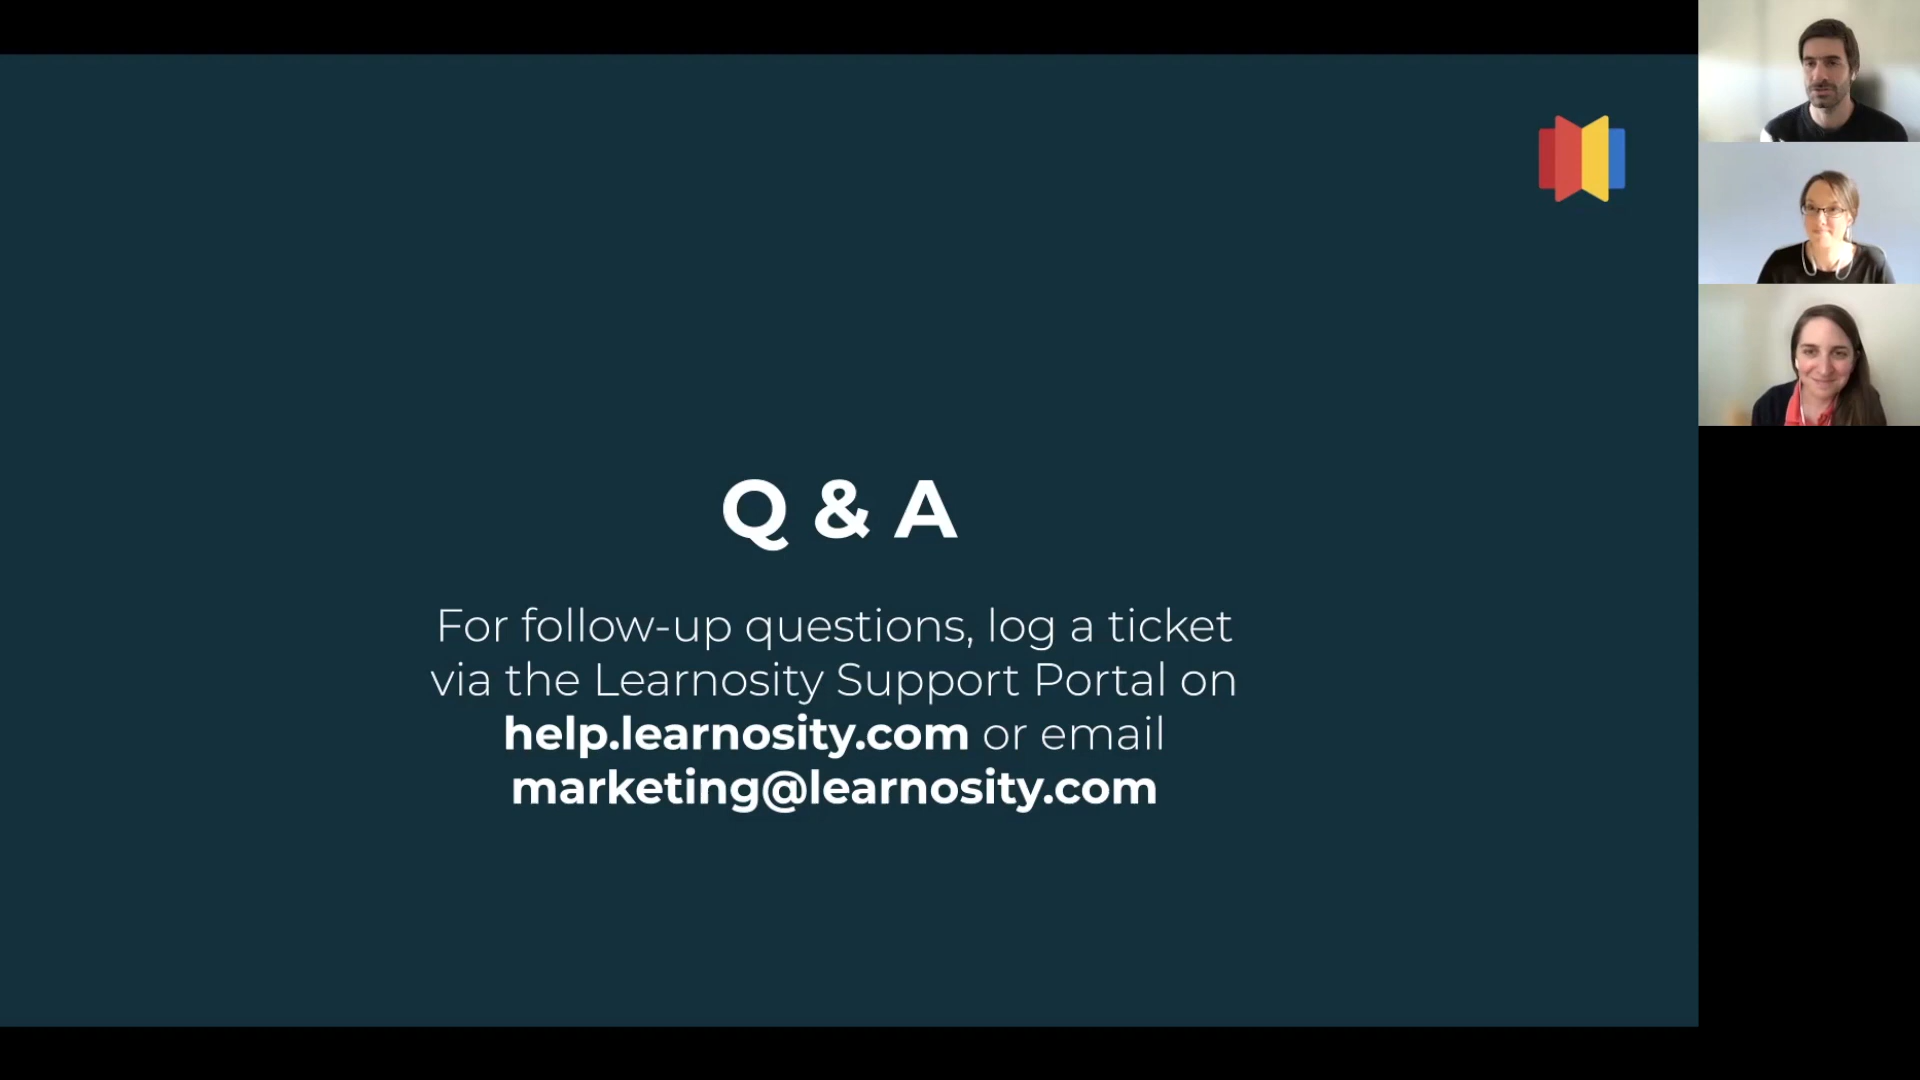 Q & A
For follow-up questions, log a ticket
via the Learnosity Support Portal on
help.learnosity.com or email
marketing@learnosity.com